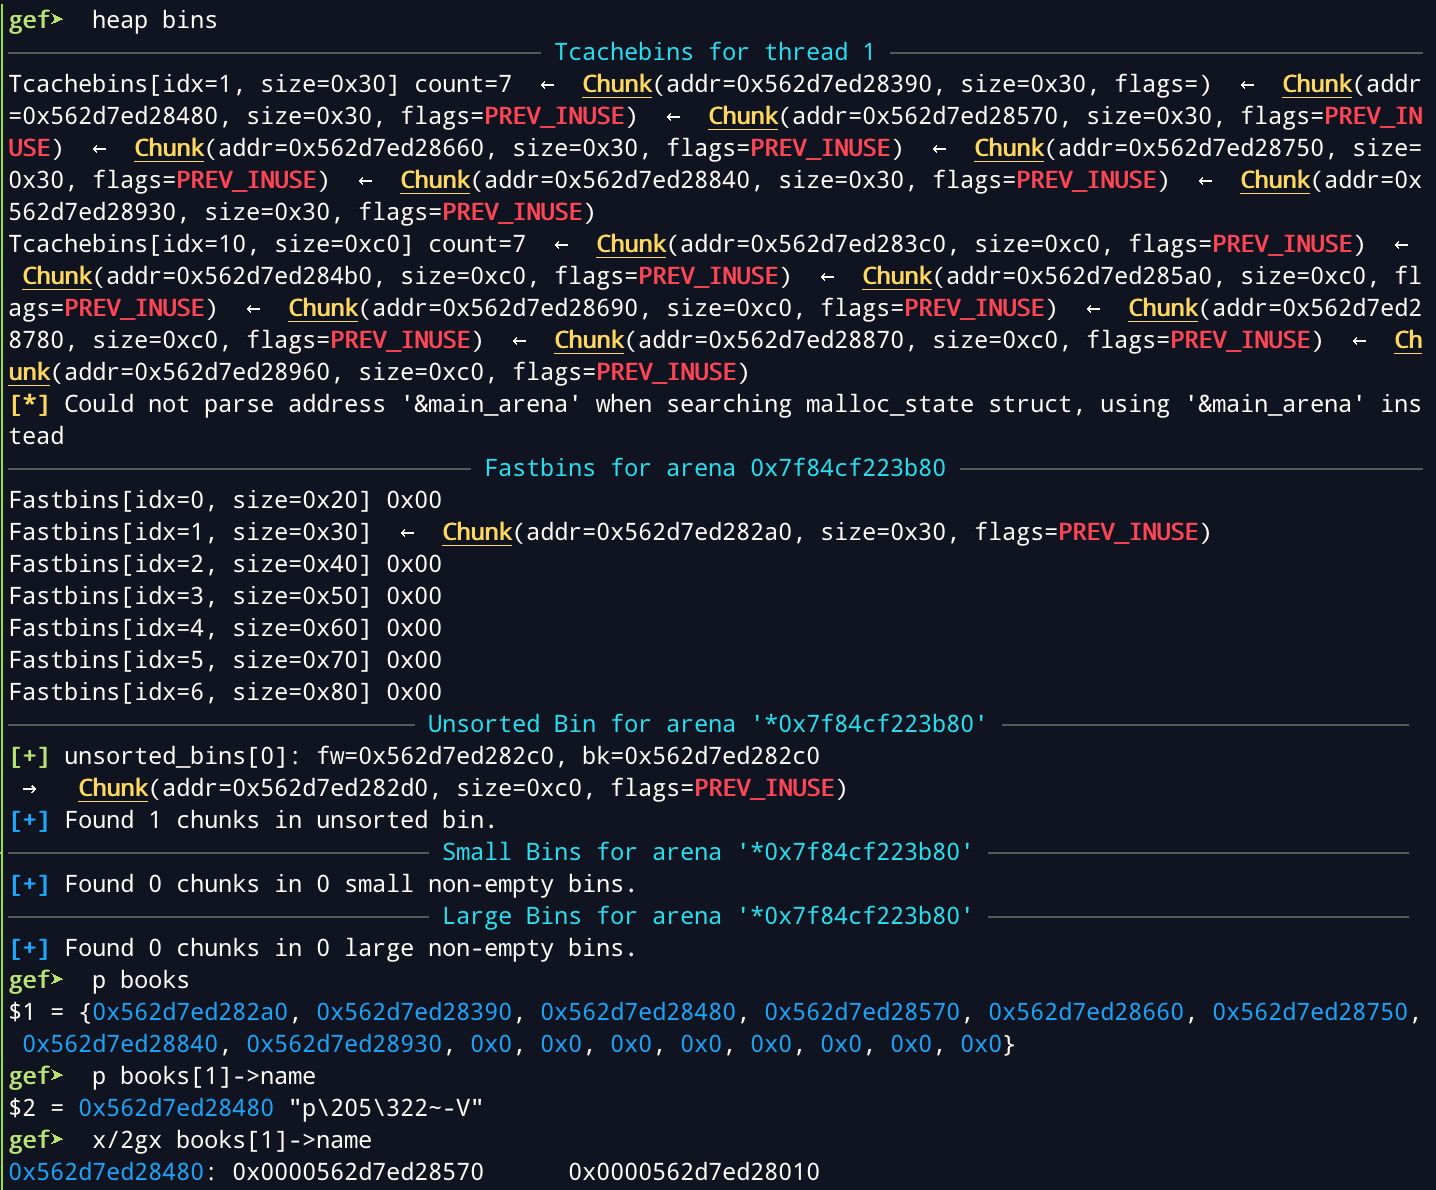 gef➤  heap bins
Tcachebins for thread 1
Tcachebins[idx=1, size=0x30] count=7  ←  Chunk(addr=0x562d7ed28390, size=0x30, flags=)  ←  Chunk(addr
=0x562d7ed28480, size=0x30, flags=PREV_INUSE)  ←  Chunk(addr=0x562d7ed28570, size=0x30, flags=PREV_IN
USE)  ←  Chunk(addr=0x562d7ed28660, size=0x30, flags=PREV_INUSE)  ←  Chunk(addr=0x562d7ed28750, size=
0x30, flags=PREV_INUSE)  ←  Chunk(addr=0x562d7ed28840, size=0x30, flags=PREV_INUSE)  ←  Chunk(addr=0x
562d7ed28930, size=0x30, flags=PREV_INUSE)
Tcachebins[idx=10, size=0xc0] count=7  ←  Chunk(addr=0x562d7ed283c0, size=0xc0, flags=PREV_INUSE)  ←
Chunk(addr=0x562d7ed284b0, size=0xc0, flags=PREV_INUSE)  ←  Chunk(addr=0x562d7ed285a0, size=0xc0, fl
ags=PREV_INUSE)  ←  Chunk(addr=0x562d7ed28690, size=0xc0, flags=PREV_INUSE)  ←  Chunk(addr=0x562d7ed2
8780, size=0xc0, flags=PREV_INUSE)  ←  Chunk(addr=0x562d7ed28870, size=0xc0, flags=PREV_INUSE)  ←  Ch
unk(addr=0x562d7ed28960, size=0xc0, flags=PREV_INUSE)
[*] Could not parse address '&main_arena' when searching malloc_state struct, using '&main_arena' ins
tead
Fastbins for arena 0x7f84cf223b80
Fastbins[idx=0, size=0x20] 0x00
Fastbins[idx=1, size=0x30]  ←  Chunk(addr=0x562d7ed282a0, size=0x30, flags=PREV_INUSE)
Fastbins[idx=2, size=0x40] 0x00
Fastbins[idx=3, size=0x50] 0x00
Fastbins[idx=4, size=0x60] 0x00
Fastbins[idx=5, size=0x70] 0x00
Fastbins[idx=6, size=0x80] 0x00
Unsorted Bin for arena '*0x7f84cf223b80'
[+] unsorted_bins[0]: fw=0x562d7ed282c0, bk=0x562d7ed282c0
→   Chunk(addr=0x562d7ed282d0, size=0xc0, flags=PREV_INUSE)
[+] Found 1 chunks in unsorted bin.
Small Bins for arena '*0x7f84cf223b80'
[+] Found 0 chunks in 0 small non-empty bins.
Large Bins for arena '*0x7f84cf223b80'
[+] Found 0 chunks in 0 large non-empty bins.
gef➤  p books
$1 = {0x562d7ed282a0, 0x562d7ed28390, 0x562d7ed28480, 0x562d7ed28570, 0x562d7ed28660, 0x562d7ed28750,
0x562d7ed28840, 0x562d7ed28930, 0x0, 0x0, 0x0, 0x0, 0x0, 0x0, 0x0, 0x0}
gef➤  p books[1]->name
$2 = 0x562d7ed28480 "p\205\322~-V"
gef➤  x/2gx books[1]->name
0x562d7ed28480: 0x0000562d7ed28570      0x0000562d7ed28010